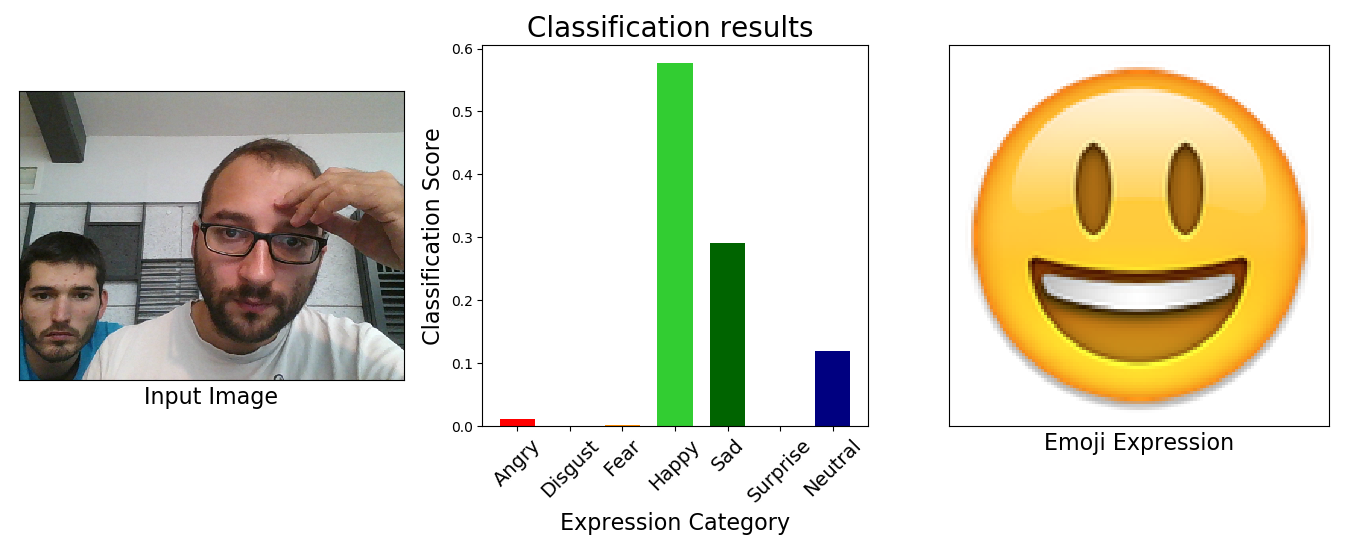 Classification results
Classification Score
0.6
0.5
0.4
0.3
0.2
0.1
0.0
Angry
Disgust
Fear
Happy
Sad
Surprise
Neutral
Expression Category
Input Image
Emoji Expression